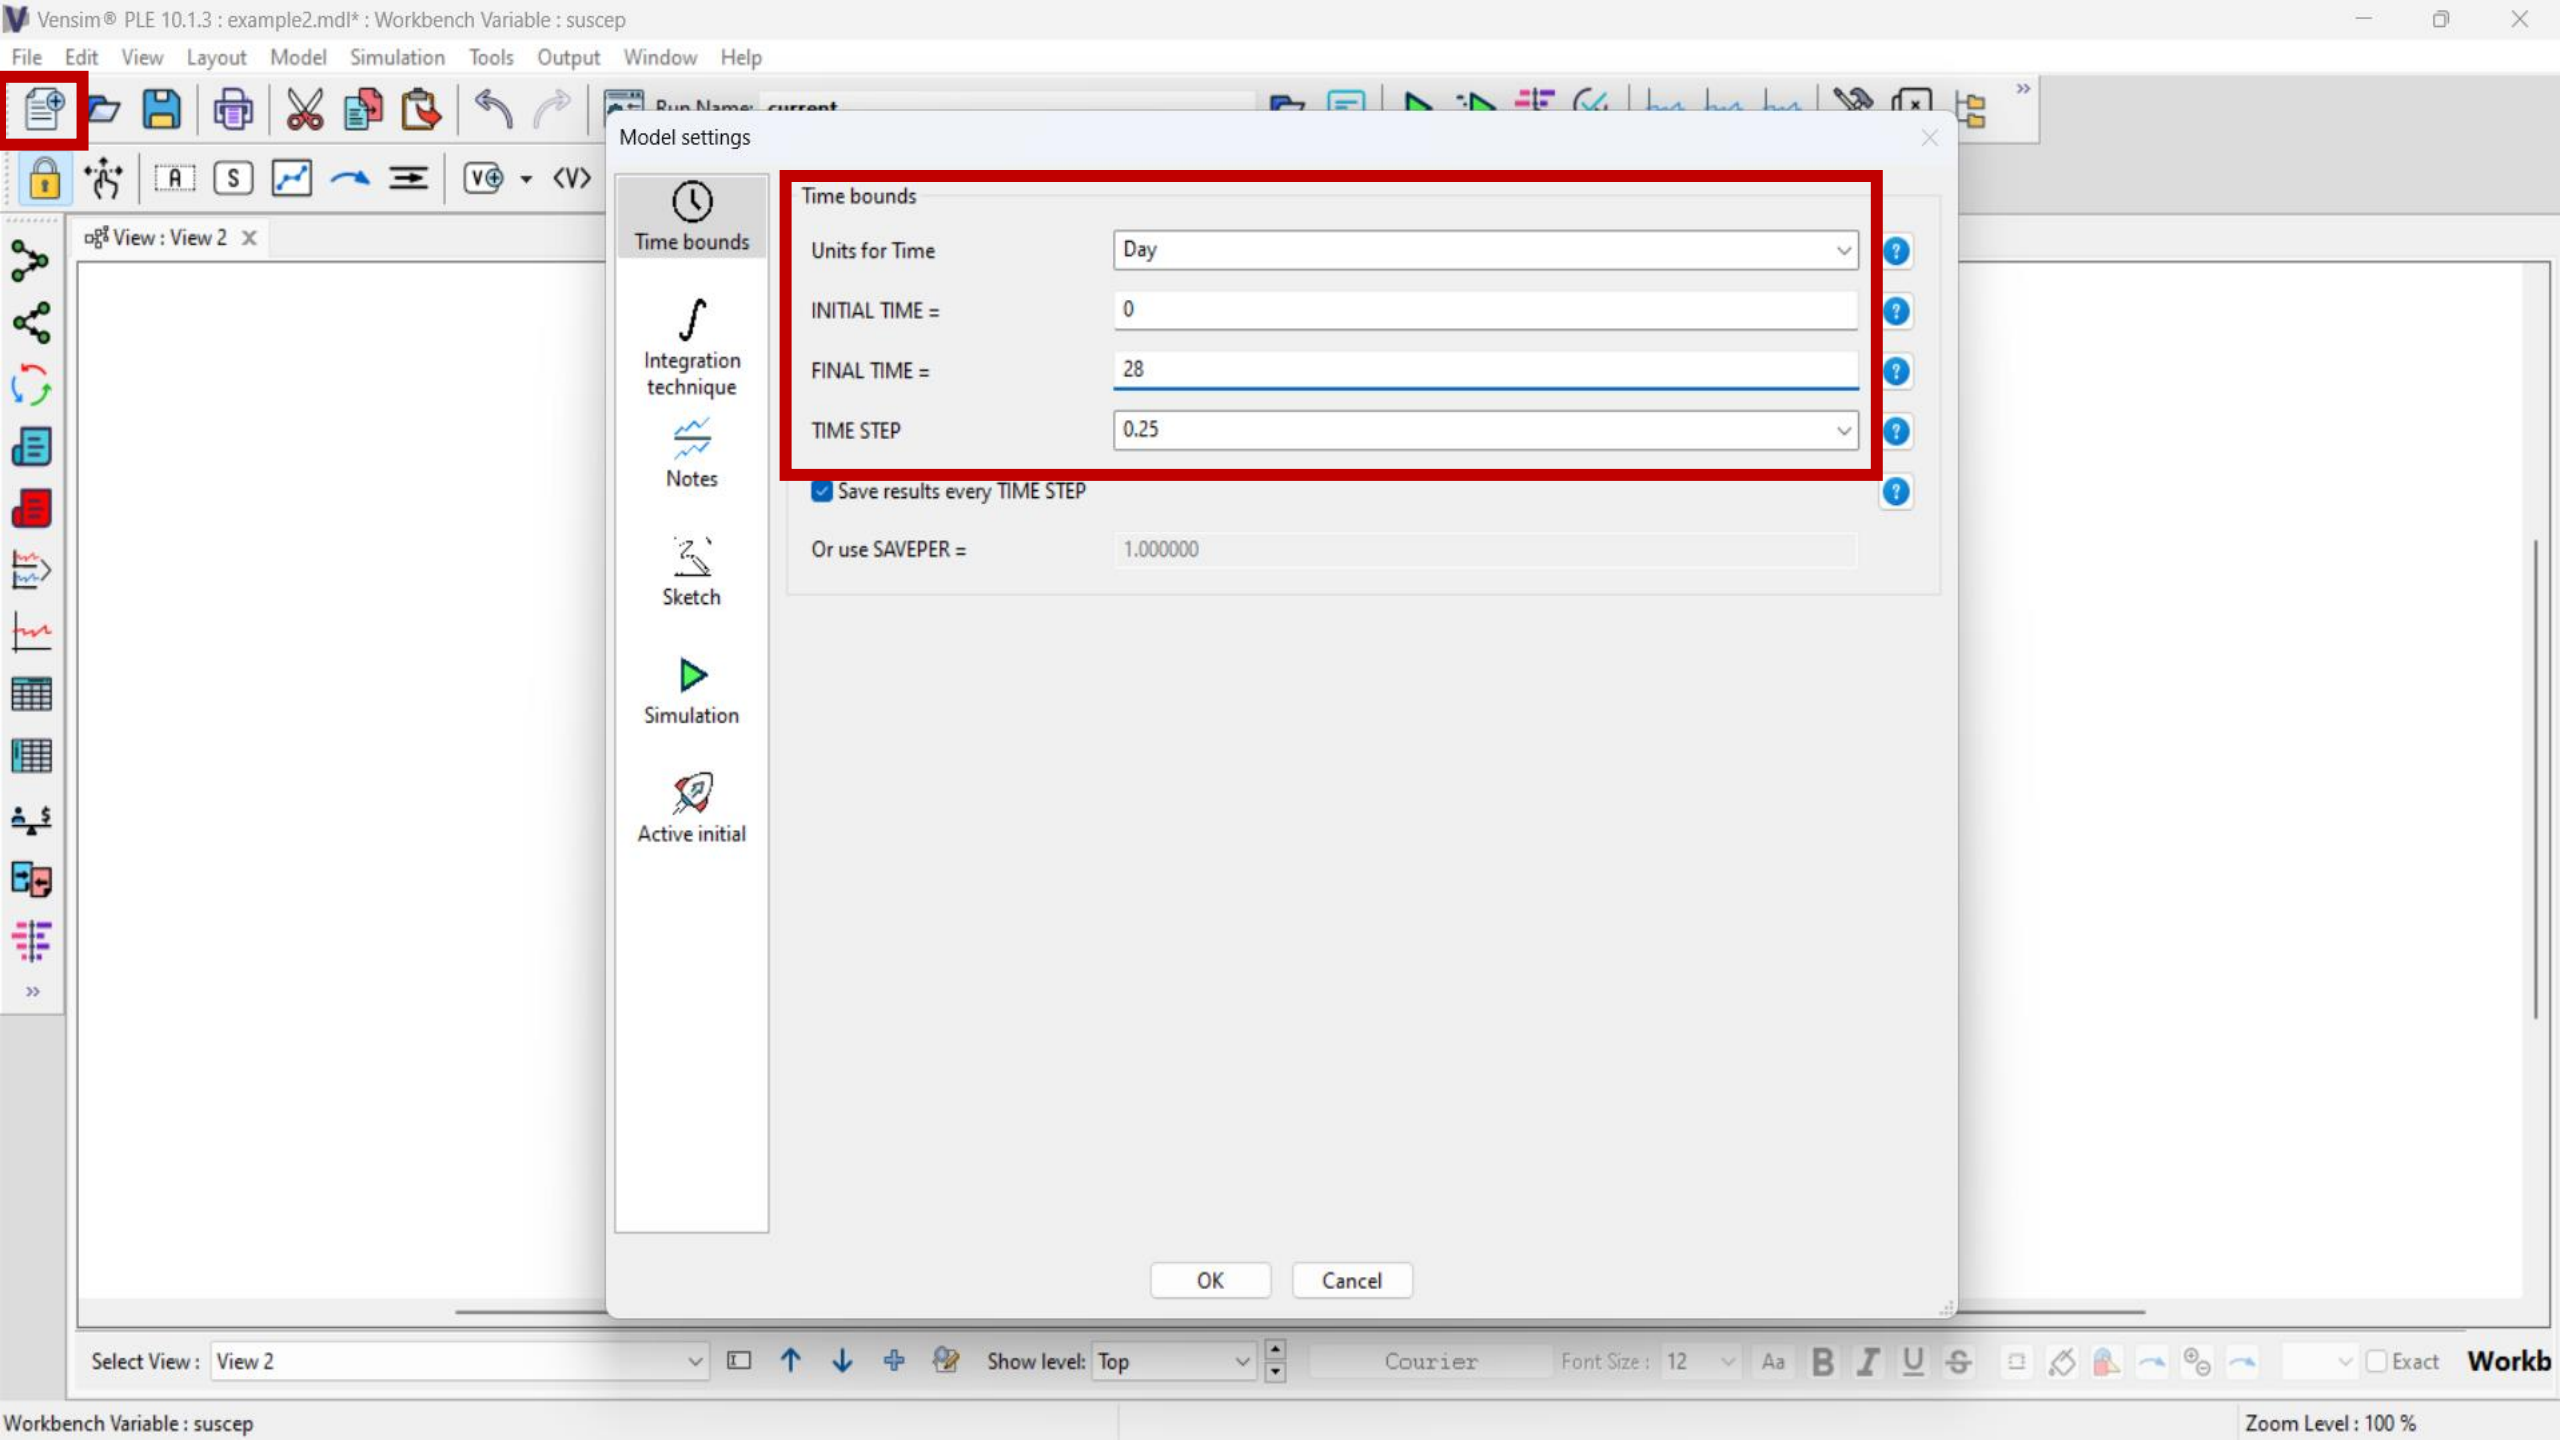 Vensim® PLE 10.1.3 : example2.mdl* : Workbench Variable : suscep
File Edit View Layout Model Simulation Tools Output Window Help
Run Name: current
Model settings
A S V <V>
View : View 2
Time bounds
Time bounds
Units for Time Day
INITIAL TIME = 0
Integration
technique
FINAL TIME = 28
TIME STEP 0.25
Notes
Save results every TIME STEP
Or use SAVEPER = 1.000000
Sketch
Simulation
Active initial
OK Cancel
Select View : View 2 Show level: Top Courier Font Size : 12 Aa B I U S Exact Workb
Workbench Variable : suscep Zoom Level : 100 %